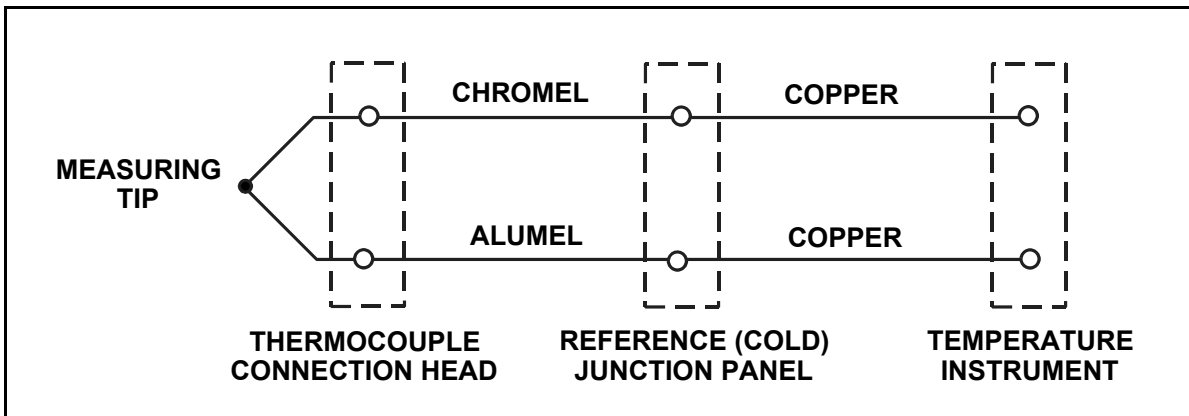 CHROMEL
COPPER
MEASURING
TIP
ALUMEL
COPPER
THERMOCOUPLE
CONNECTION HEAD
REFERENCE (COLD)
JUNCTION PANEL
TEMPERATURE
INSTRUMENT